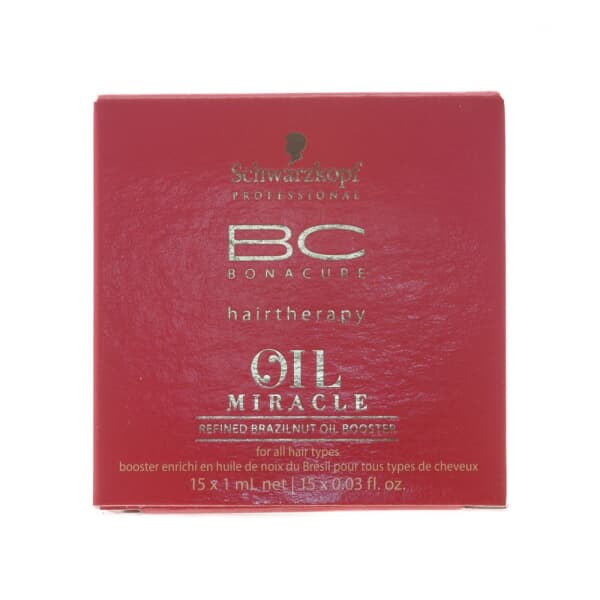 Schwarzkopf
PROFESSIONAL
BC
BONACURE
hairtherapy
OIL
MIRACLE
REFINED BRAZILNUT OIL BOOSTER
for all hair types
booster enrichi en huile de noix du Brésil pour tous types de cheveux
15 x 1 mL net | 15 x 0.03 fl. oz.